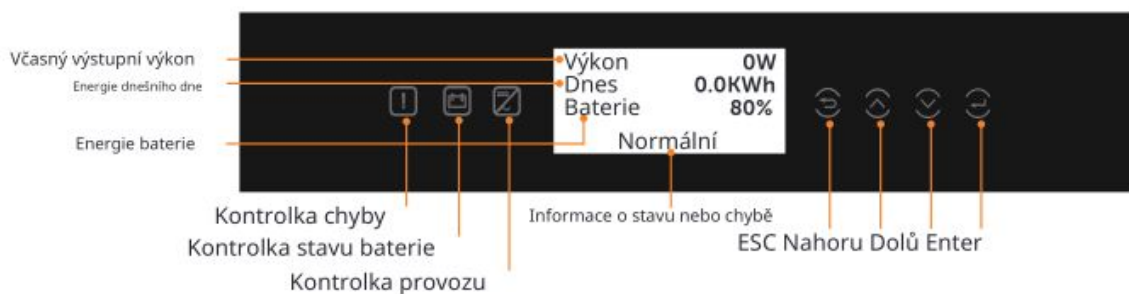 Včasný výstupní výkon
Energie dnešního dne
Energie baterie
Výkon 0W
Dnes 0.0KWh
Baterie 80%
Normální
Kontrolka chyby
Kontrolka stavu baterie
Kontrolka provozu
Informace o stavu nebo chybě
ESC Nahoru Dolů Enter